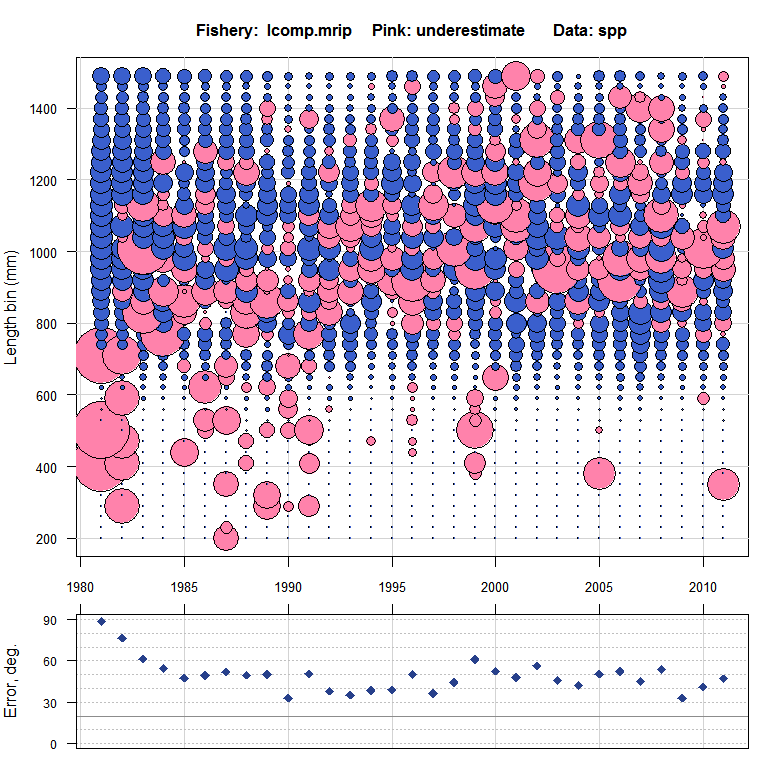 Fishery: lcomp.mrip Pink: underestimate Data: spp
Length bin (mm)
1400
1200
1000
800
600
400
200
1980 1985 1990 1995 2000 2005 2010
Error, deg.
90
60
30
0